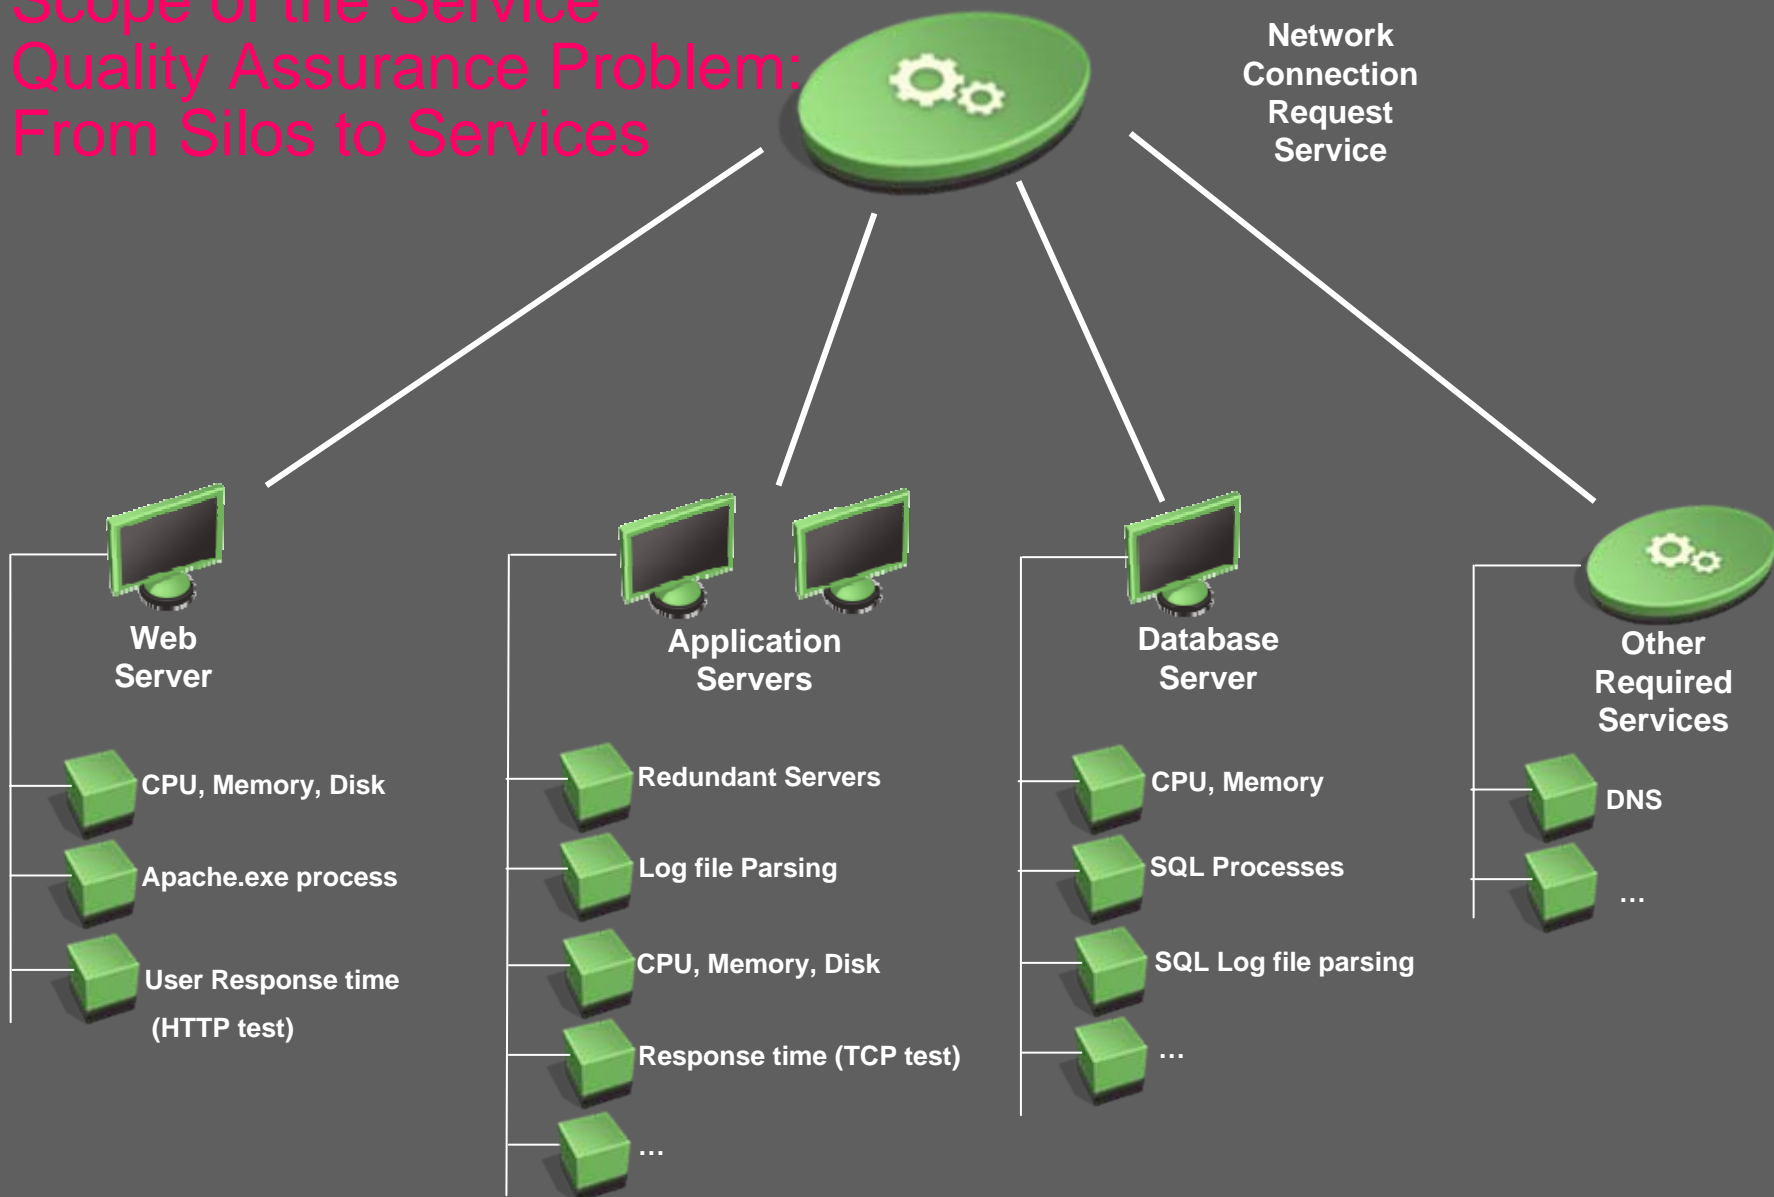 Scope of the Service
Quality Assurance Problem:
From Silos to Services
Network
Connection
Request
Service
Web
Server
CPU, Memory, Disk
Apache.exe process
User Response time
(HTTP test)
Application
Servers
Redundant Servers
Log file Parsing
CPU, Memory, Disk
Response time (TCP test)
...
Database
Server
CPU, Memory
SQL Processes
SQL Log file parsing
...
Other
Required
Services
DNS
...